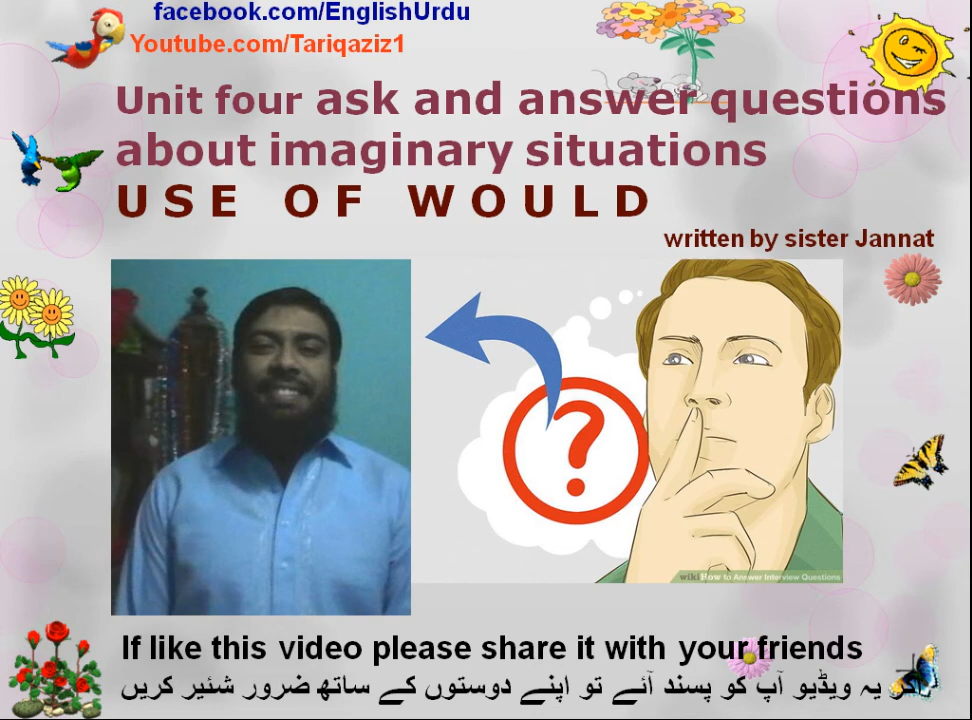 facebook.com/EnglishUrdu
Youtube.com/Tariqaziz1
Unit four ask and answer questions
about imaginary situations
USE OF WOULD
written by sister Jannat
?
wikiHow to Answer Interview Questions
If like this video please share it with your friends
اگر یہ ویڈیو آپ کو پسند آئے تو اپنے دوستوں کے ساتھ ضرور شئیر کریں